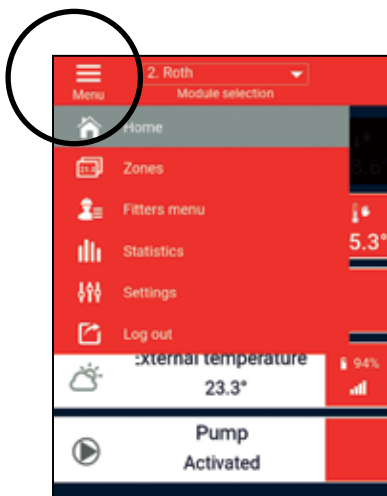 2. Roth
Menu
Module selection
Home
Zones
Fitters menu
5.3°
Statistics
Settings
Log out
External temperature
94%
23.3°
Pump
Activated